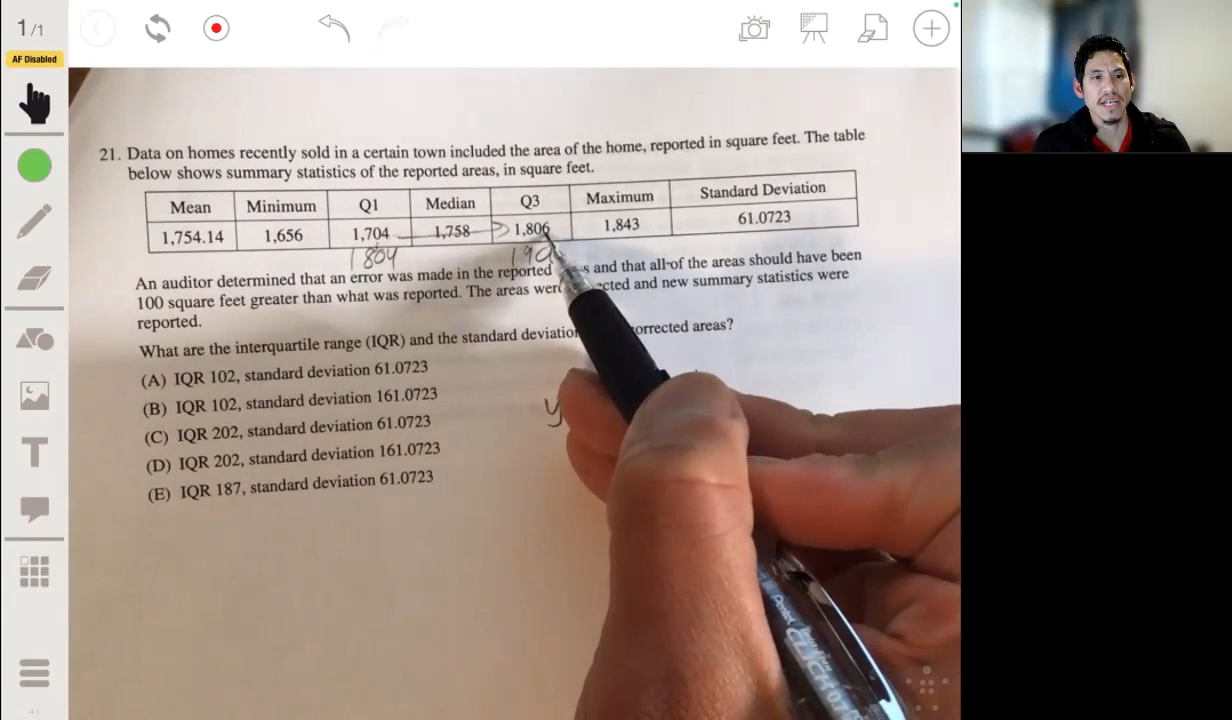 1/1
AF Disabled
21. Data on homes recently sold in a certain town included the area of the home, reported in square feet. The table
below shows summary statistics of the reported areas, in square feet.
Mean Minimum Q1 Median Q3 Maximum Standard Deviation
1,754.14 1,656 1,704 1,758 1,806 1,843 61.0723
1804 190
An auditor determined that an error was made in the reported and that all of the areas should have been
100 square feet greater than what was reported. The areas were and new summary statistics were
reported.
What are the interquartile range (IQR) and the standard deviation areas?
(A) IQR 102, standard deviation 61.0723
(B) IQR 102, standard deviation 161.0723
(C) IQR 202, standard deviation 61.0723
(D) IQR 202, standard deviation 161.0723
(E) IQR 187, standard deviation 61.0723
y
T
Pentel